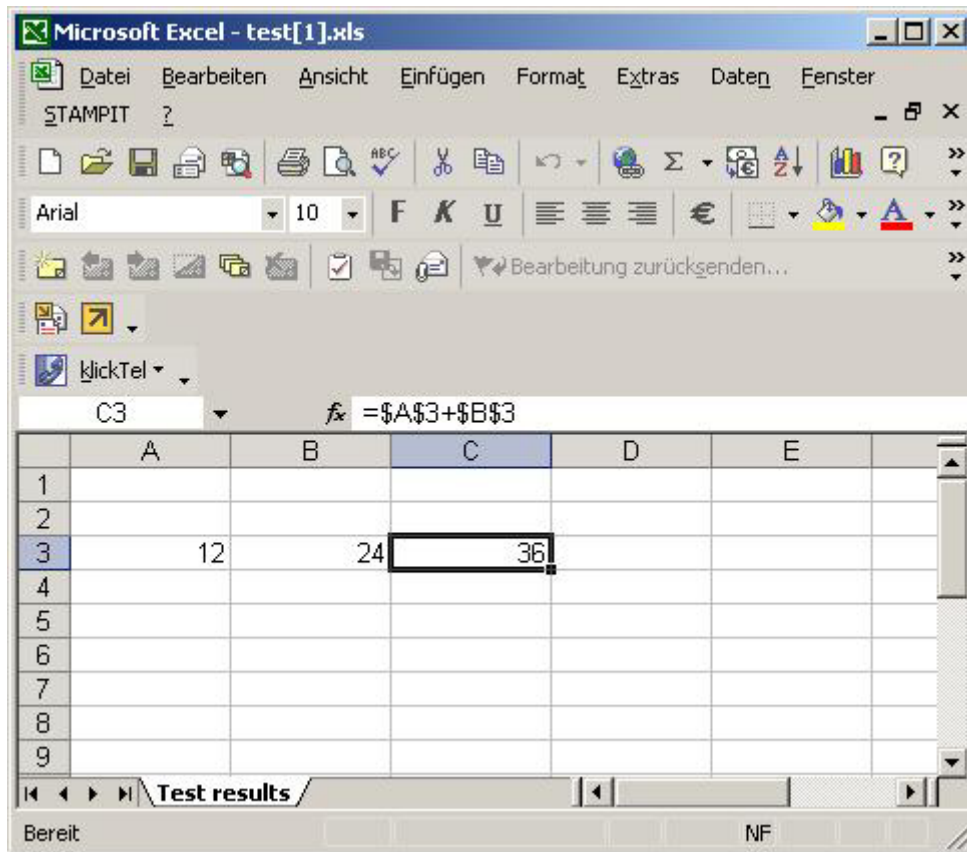 Microsoft Excel - test[1].xls
Datei Bearbeiten Ansicht Einfügen Format Extras Daten Fenster
STAMPIT ?
ABC Σ € A Z ?
Arial 10 F K U € A
Bearbeitung zurücksenden...
klickTel
C3 fx =$A$3+$B$3
A B C D E
1
2
3 12 24 36
4
5
6
7
8
9
Test results
Bereit NF